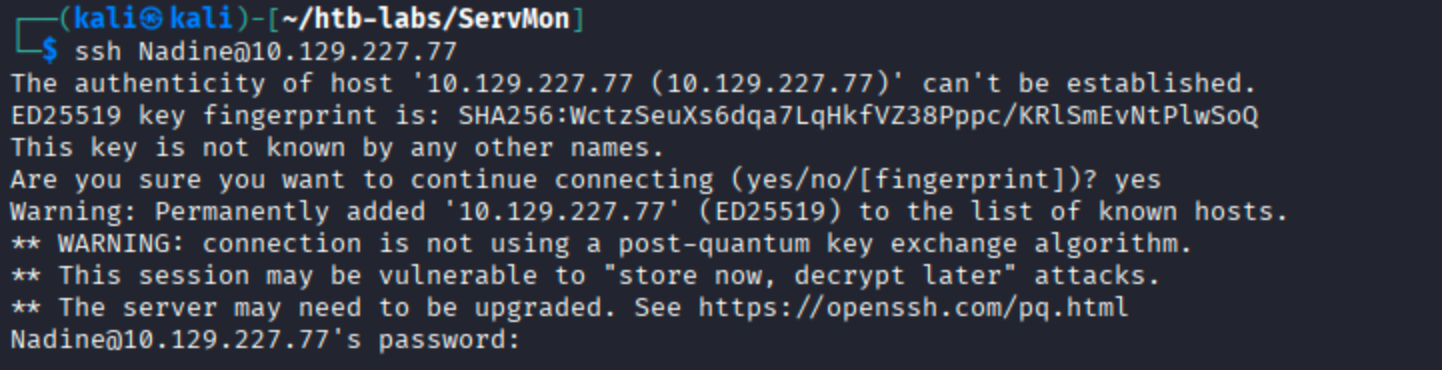 ┌──(kali㉿kali)-[~/htb-labs/ServMon]
└─$ ssh Nadine@10.129.227.77
The authenticity of host '10.129.227.77 (10.129.227.77)' can't be established.
ED25519 key fingerprint is: SHA256:WctzSeuXs6dqa7LqHkfVZ38Pppc/KRlSmEvNtPlwSoQ
This key is not known by any other names.
Are you sure you want to continue connecting (yes/no/[fingerprint])? yes
Warning: Permanently added '10.129.227.77' (ED25519) to the list of known hosts.
** WARNING: connection is not using a post-quantum key exchange algorithm.
** This session may be vulnerable to "store now, decrypt later" attacks.
** The server may need to be upgraded. See https://openssh.com/pq.html
Nadine@10.129.227.77's password: